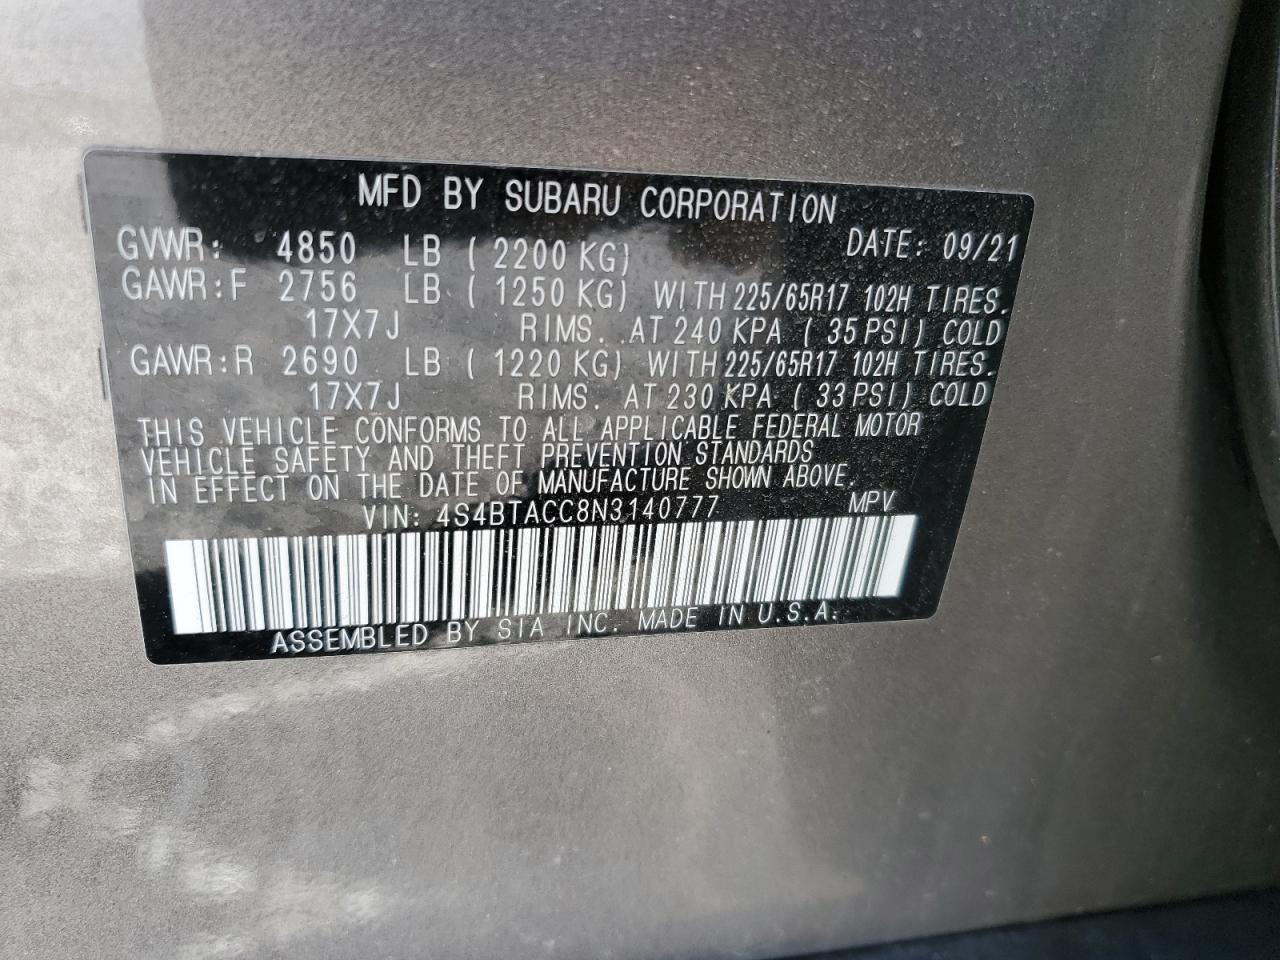 MFD BY SUBARU CORPORATION
GVWR: 4850 LB ( 2200 KG) DATE: 09/21
GAWR:F 2756 LB ( 1250 KG) WITH 225/65R17 102H TIRES.
17X7J RIMS. AT 240 KPA ( 35 PSI) COLD
GAWR:R 2690 LB ( 1220 KG) WITH 225/65R17 102H TIRES.
17X7J RIMS. AT 230 KPA ( 33 PSI) COLD
THIS VEHICLE CONFORMS TO ALL APPLICABLE FEDERAL MOTOR
VEHICLE SAFETY AND THEFT PREVENTION STANDARDS
IN EFFECT ON THE DATE OF MANUFACTURE SHOWN ABOVE.
VIN: 4S4BTACC8N3140777 MPV
ASSEMBLED BY SIA INC. MADE IN U.S.A.